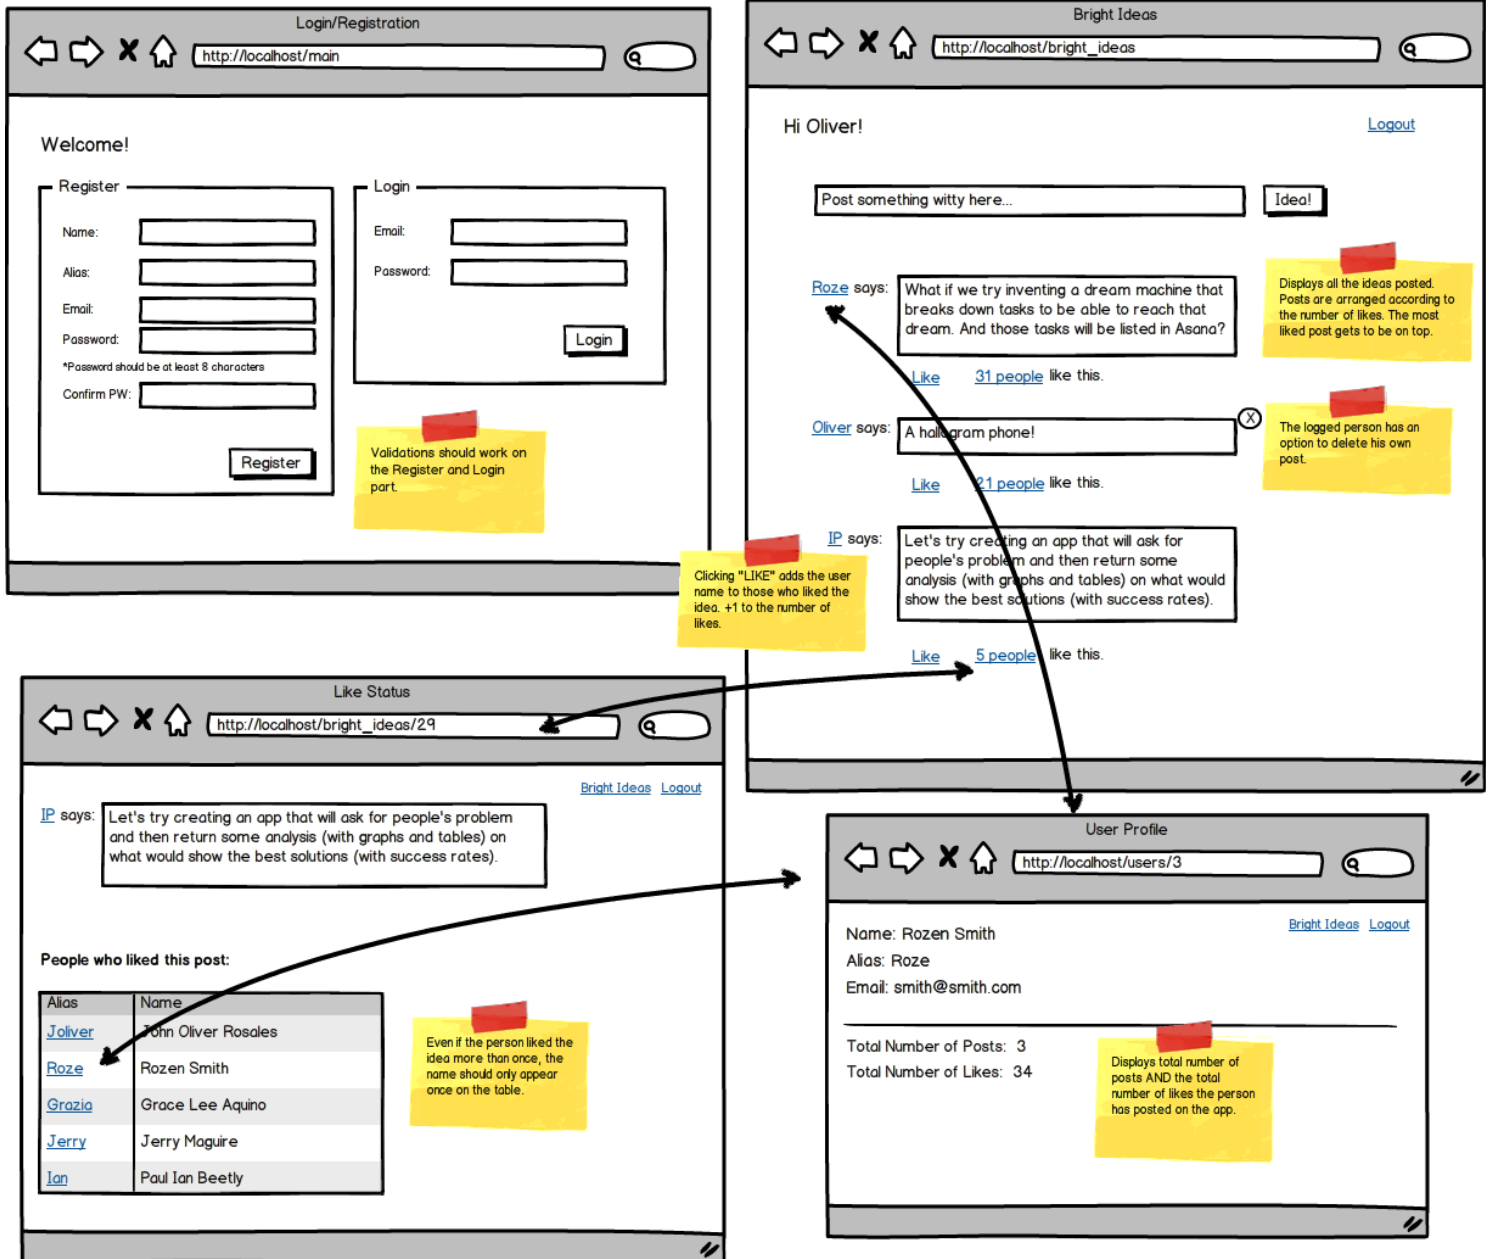 Login/Registration
http://localhost/main
Welcome!
Register
Name:
Alias:
Email:
Password:
*Password should be at least 8 characters
Confirm PW:
Register
Login
Email:
Password:
Login
Validations should work on
the Register and Login
part.
Bright Ideas
http://localhost/bright_ideas
Hi Oliver!
Logout
Post something witty here...
Idea!
Roze says:
What if we try inventing a dream machine that
breaks down tasks to be able to reach that
dream. And those tasks will be listed in Asana?
Like 31 people like this.
Displays all the ideas posted.
Posts are arranged according to
the number of likes. The most
liked post gets to be on top.
Oliver says:
A hallogram phone!
X
Like 21 people like this.
The logged person has an
option to delete his own
post.
IP says:
Let's try creating an app that will ask for
people's problem and then return some
analysis (with graphs and tables) on what would
show the best solutions (with success rates).
Like 5 people like this.
Clicking "LIKE" adds the user
name to those who liked the
idea. +1 to the number of
likes.
Like Status
http://localhost/bright_ideas/29
Bright Ideas Logout
IP says:
Let's try creating an app that will ask for people's problem
and then return some analysis (with graphs and tables) on
what would show the best solutions (with success rates).
People who liked this post:
Alias Name
Joliver John Oliver Rosales
Roze Rozen Smith
Grazia Grace Lee Aquino
Jerry Jerry Maguire
Ian Paul Ian Beetly
Even if the person liked the
idea more than once, the
name should only appear
once on the table.
User Profile
http://localhost/users/3
Bright Ideas Logout
Name: Rozen Smith
Alias: Roze
Email: smith@smith.com
Total Number of Posts: 3
Total Number of Likes: 34
Displays total number of
posts AND the total
number of likes the person
has posted on the app.